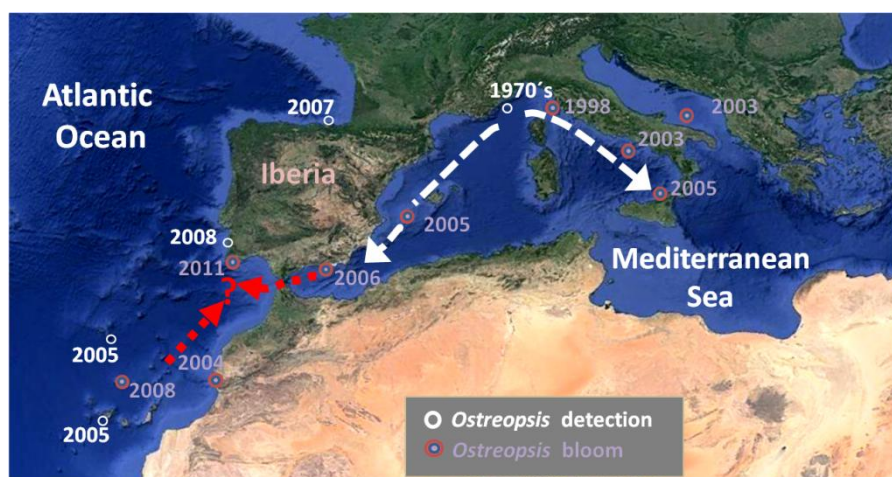 Atlantic
Ocean
2007
1970´s
1998
2003
2003
Iberia
2005
2005
2008
2011
2006
Mediterranean
Sea
?
2005
2004
2008
2005
Ostreopsis detection
Ostreopsis bloom